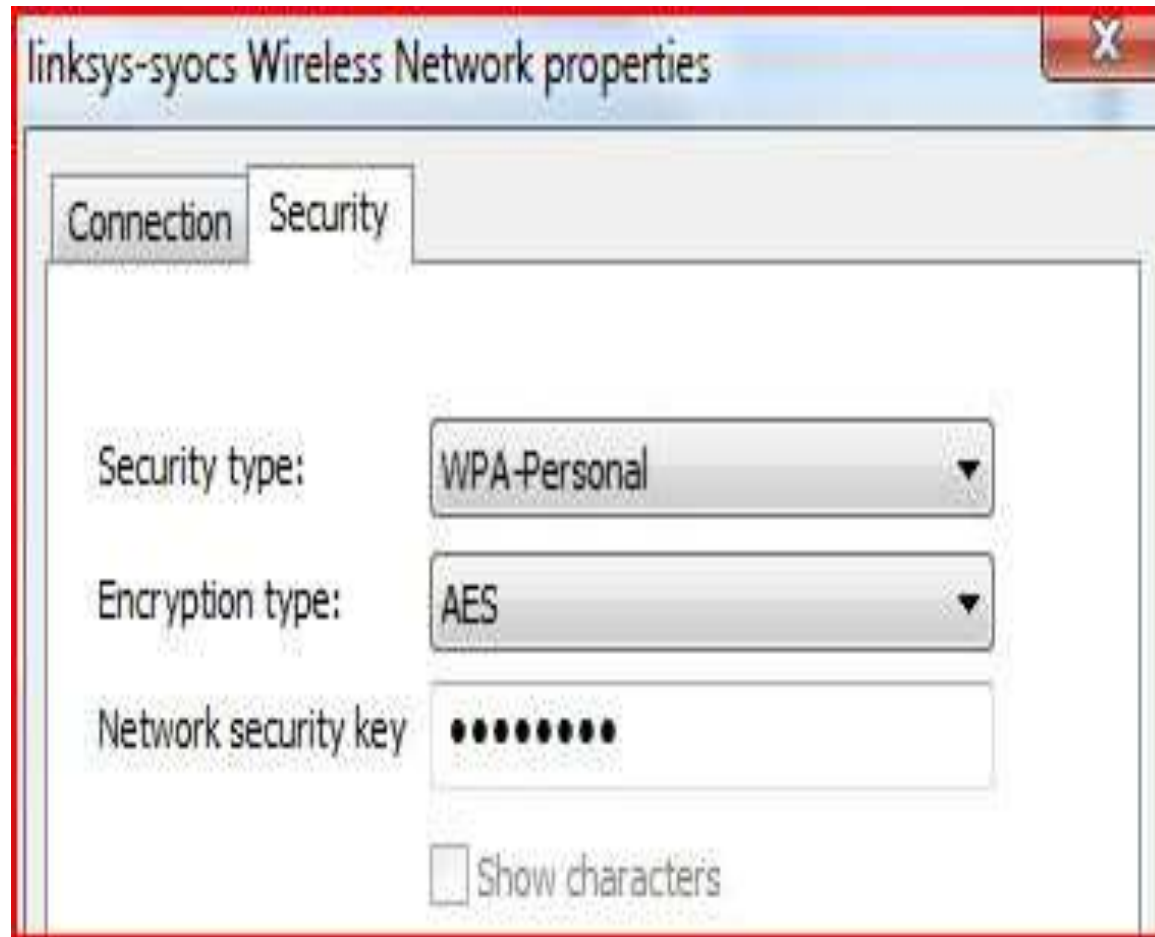 linksys-syocs Wireless Network properties
X
Connection Security
Security type: WPA-Personal
Encryption type: AES
Network security key ••••••••
Show characters